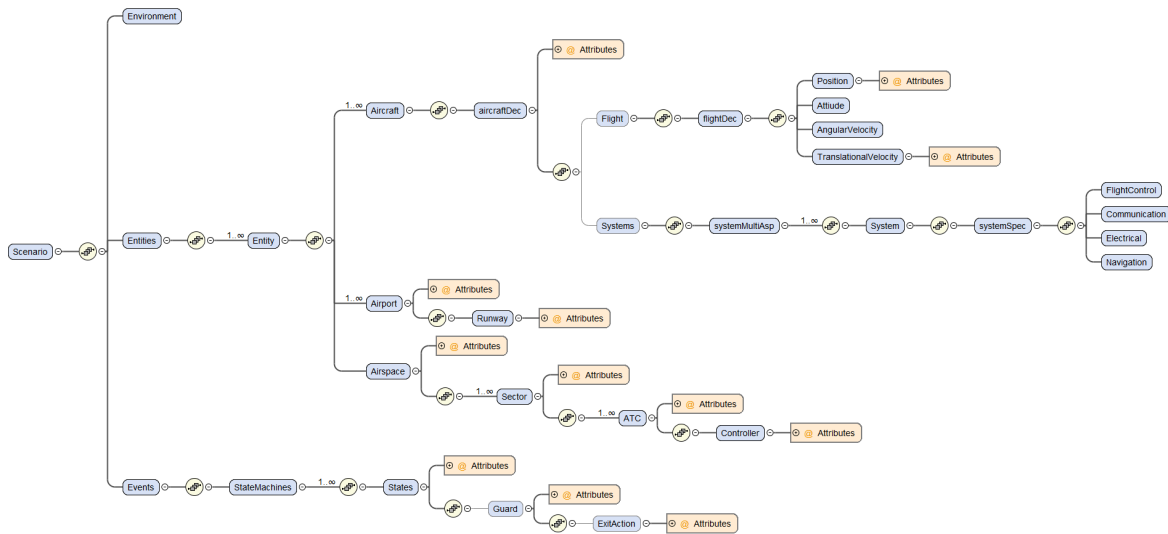 Environment
@ Attributes
Position
@ Attributes
1..∞
Aircraft
aircraftDec
Attiude
Flight
flightDec
AngularVelocity
TranslationalVelocity
@ Attributes
FlightControl
Communication
Systems
systemMultiAsp
1..∞
System
systemSpec
Electrical
Navigation
Scenario
Entities
1..∞
Entity
@ Attributes
1..∞
Airport
Runway
@ Attributes
@ Attributes
Airspace
@ Attributes
1..∞
Sector
@ Attributes
1..∞
ATC
Controller
@ Attributes
@ Attributes
Events
StateMachines
1..∞
States
@ Attributes
Guard
ExitAction
@ Attributes